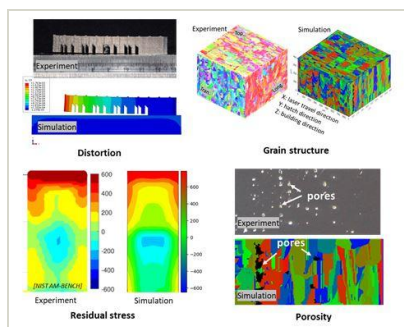 Experiment
Simulation
Distortion
Experiment
Simulation
Top
X: laser travel direction
Y: hatch direction
Z: building direction
Grain structure
600
400
200
0
-200
-400
-600
[NIST AM-BENCH]
Experiment
Simulation
600
400
200
0
-200
-400
-600
Residual stress
pores
Experiment
pores
Simulation
Porosity